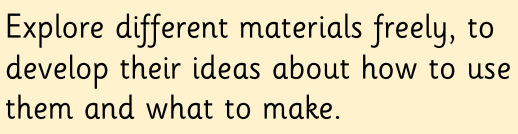 Explore different materials freely, to
develop their ideas about how to use
them and what to make.